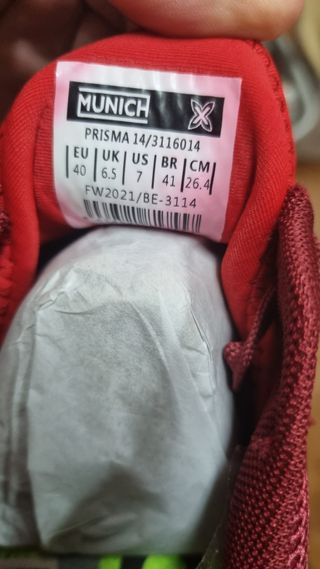 MUNICH
PRISMA 14/3116014
EU UK US BR CM
40 6.5 7 41 26.4
FW2021/BE-3114